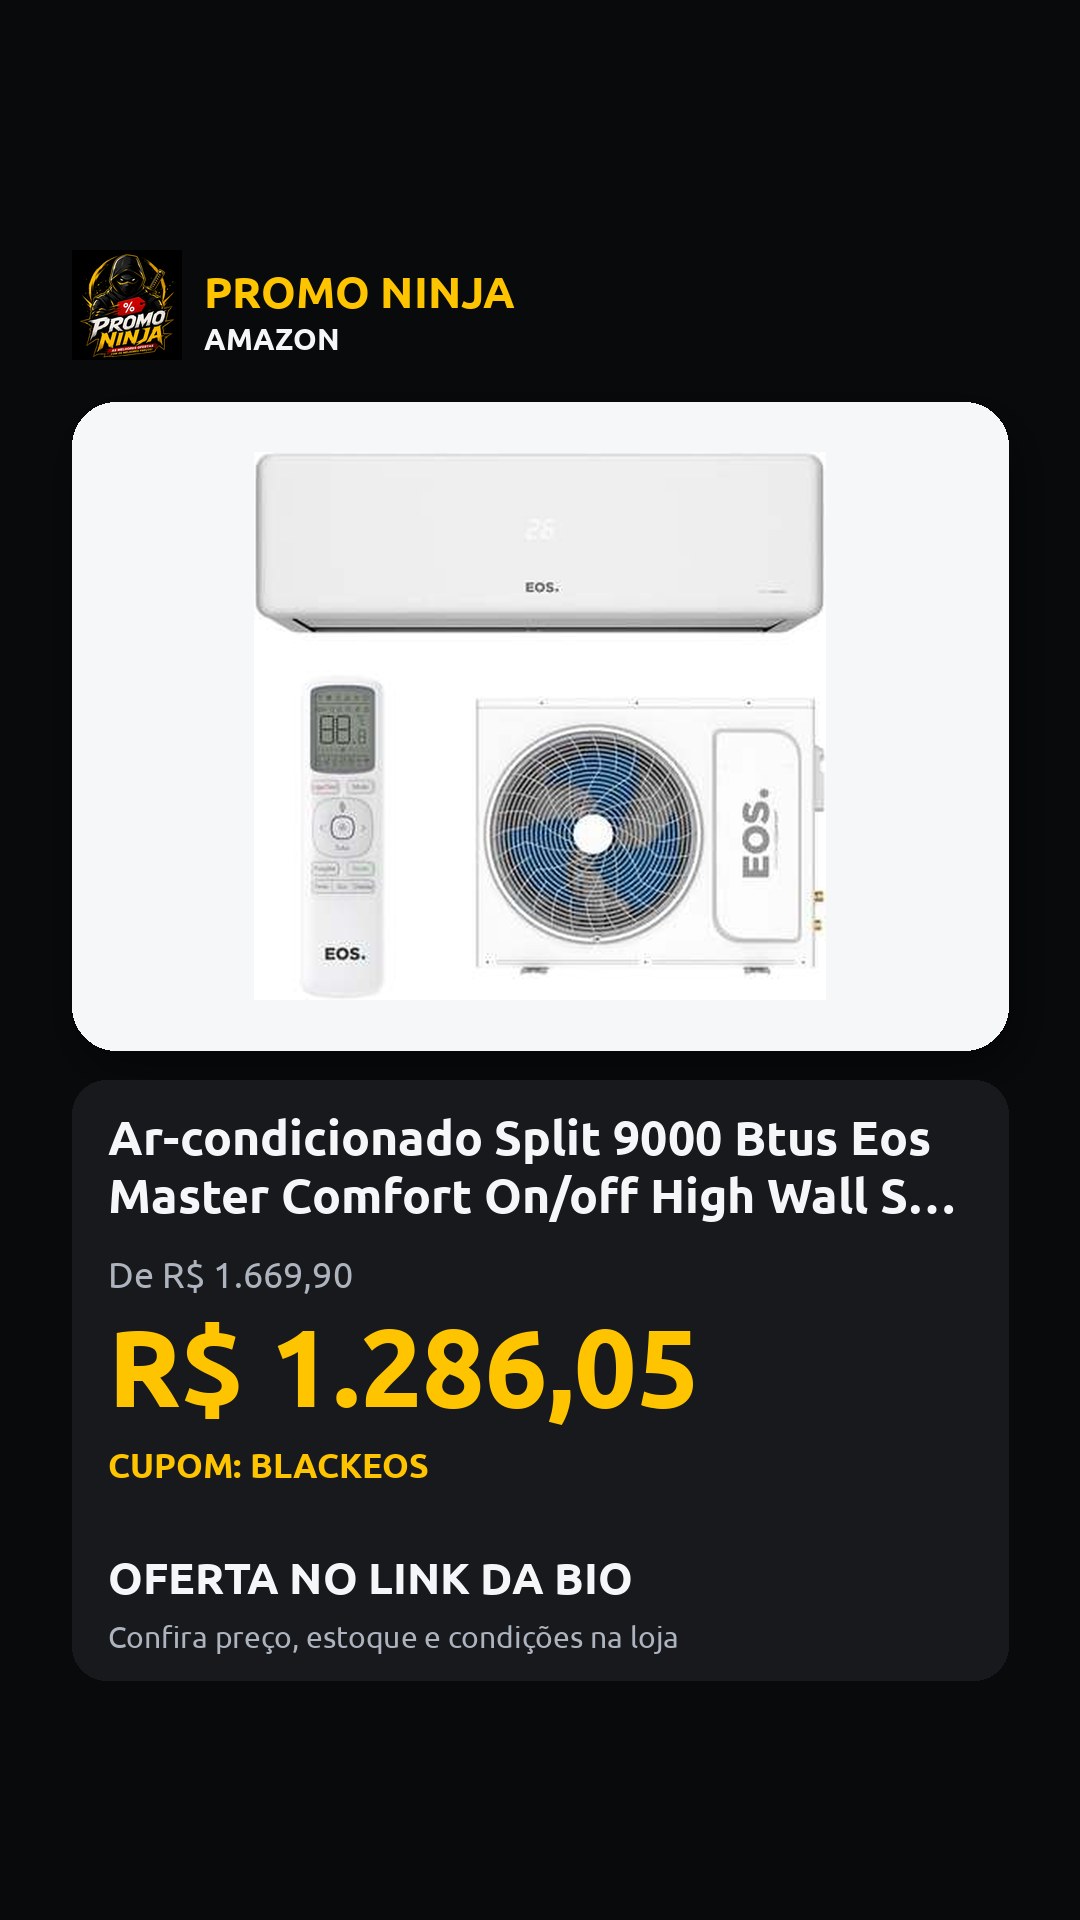 %
PROMO
NINJA
PROMO NINJA
AMAZON
26
EOS.
88.8
EOS.
EOS.
Ar-condicionado Split 9000 Btus Eos
Master Comfort On/off High Wall S...
De R$ 1.669,90
R$ 1.286,05
CUPOM: BLACKEOS
OFERTA NO LINK DA BIO
Confira preço, estoque e condições na loja